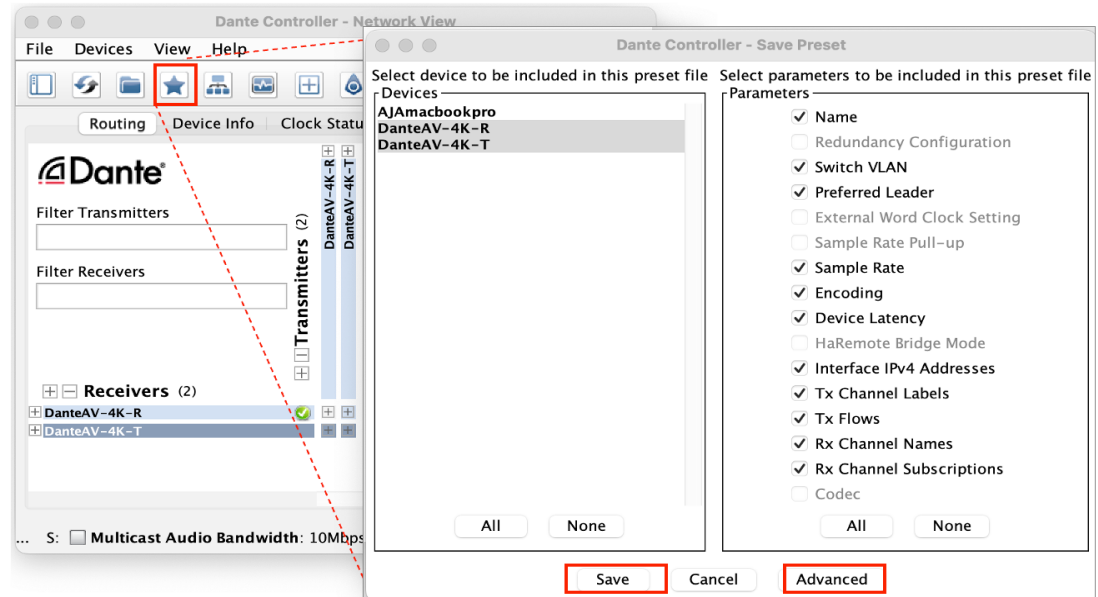 Dante Controller - Network View
File Devices View Help
Routing Device Info Clock Statu
Dante®
Filter Transmitters
Filter Receivers
Transmitters (2)
DanteAV-4K-R
DanteAV-4K-T
Receivers (2)
DanteAV-4K-R
DanteAV-4K-T
... S: Multicast Audio Bandwidth: 10Mbps
Dante Controller - Save Preset
Select device to be included in this preset file
Devices
AJAmacbookpro
DanteAV-4K-R
DanteAV-4K-T
All None
Select parameters to be included in this preset file
Parameters
Name
Redundancy Configuration
Switch VLAN
Preferred Leader
External Word Clock Setting
Sample Rate Pull-up
Sample Rate
Encoding
Device Latency
HaRemote Bridge Mode
Interface IPv4 Addresses
Tx Channel Labels
Tx Flows
Rx Channel Names
Rx Channel Subscriptions
Codec
All None
Save Cancel Advanced